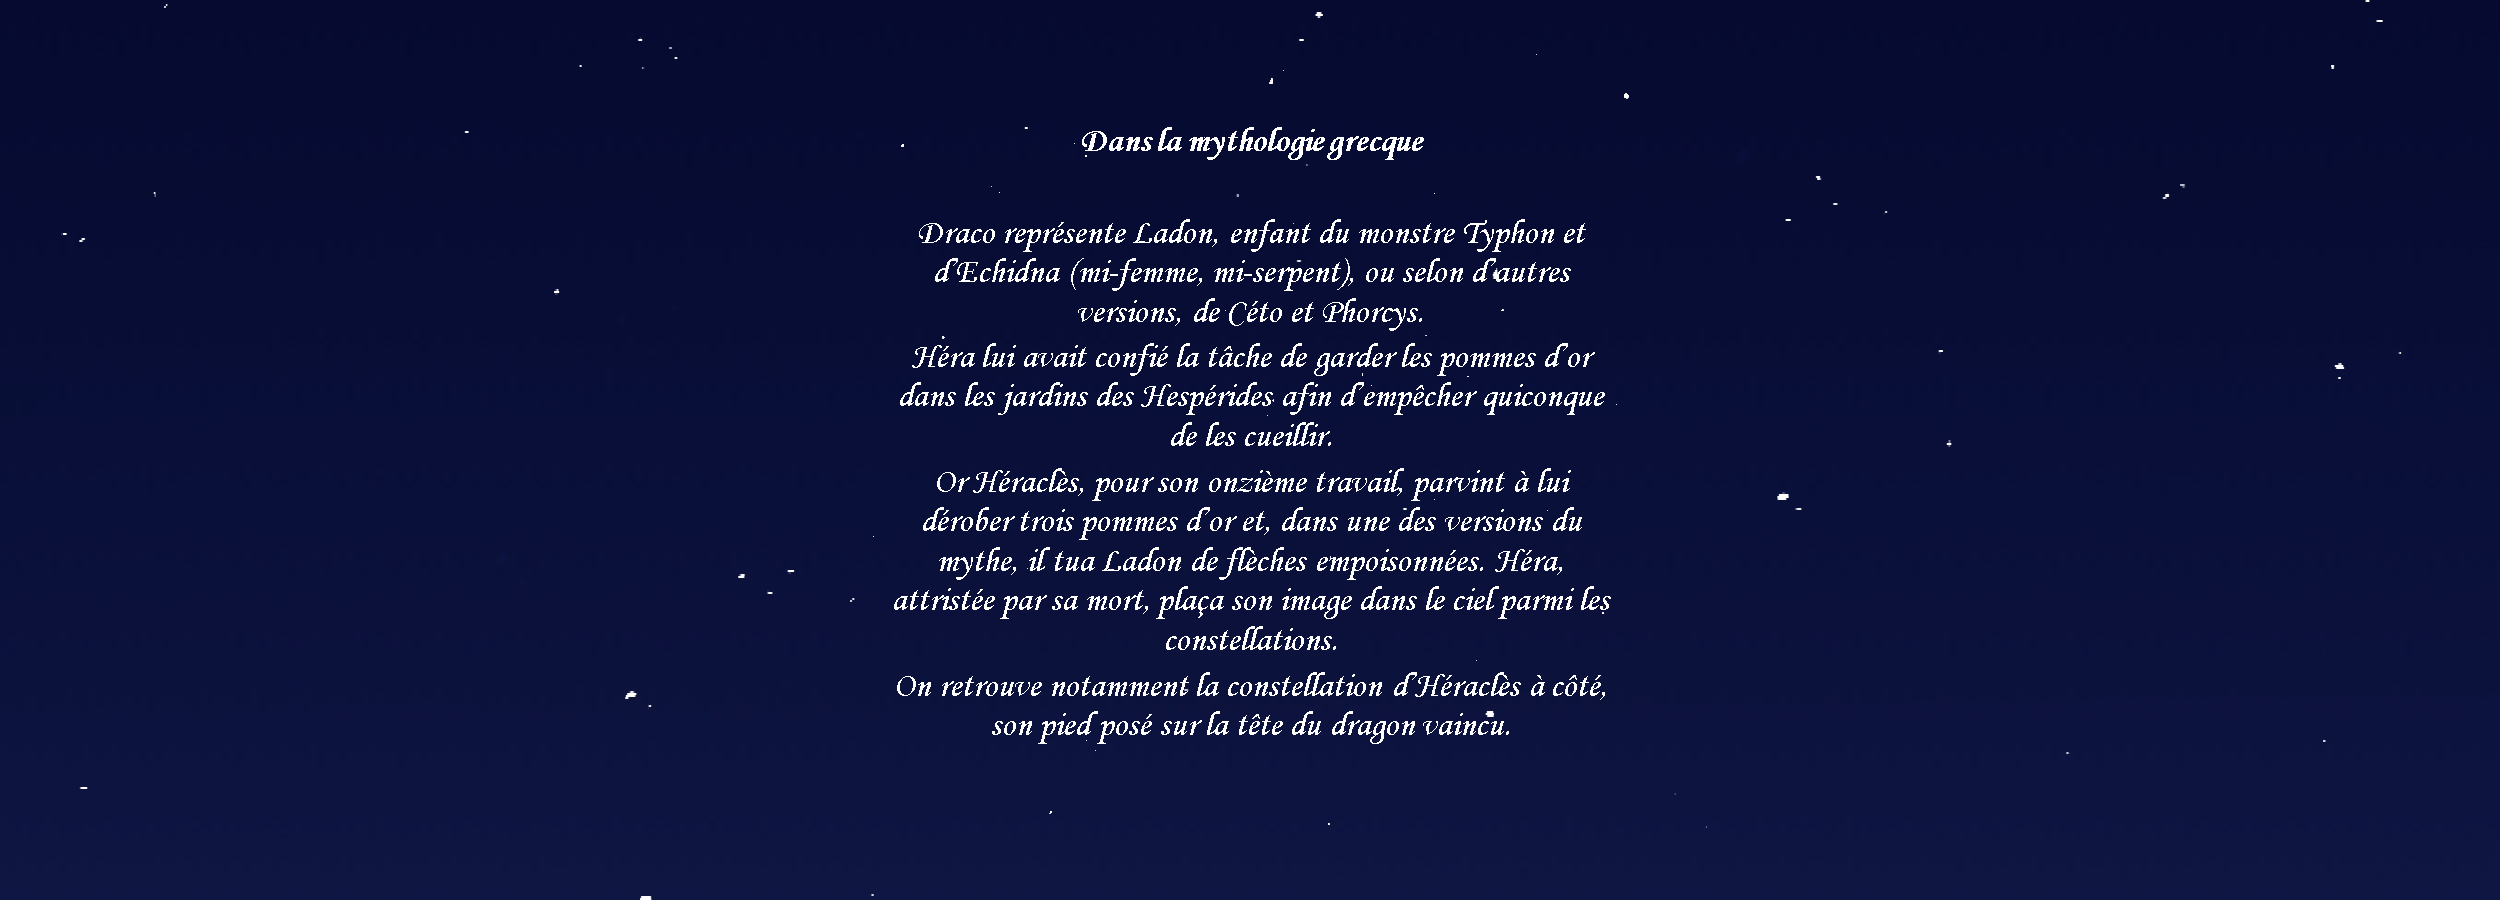 Dans la mythologie grecque
Draco représente Ladon, enfant du monstre Typhon et
d'Echidna (mi-femme, mi-serpent), ou selon d'autres
versions, de Céto et Phorcys.
Héra lui avait confié la tâche de garder les pommes d'or
dans les jardins des Hespérides afin d'empêcher quiconque
de les cueillir.
Or Héraclès, pour son onzième travail, parvint à lui
dérober trois pommes d'or et, dans une des versions du
mythe, il tua Ladon de flèches empoisonnées. Héra,
attristée par sa mort, plaça son image dans le ciel parmi les
constellations.
On retrouve notamment la constellation d'Héraclès à côté,
son pied posé sur la tête du dragon vaincu.